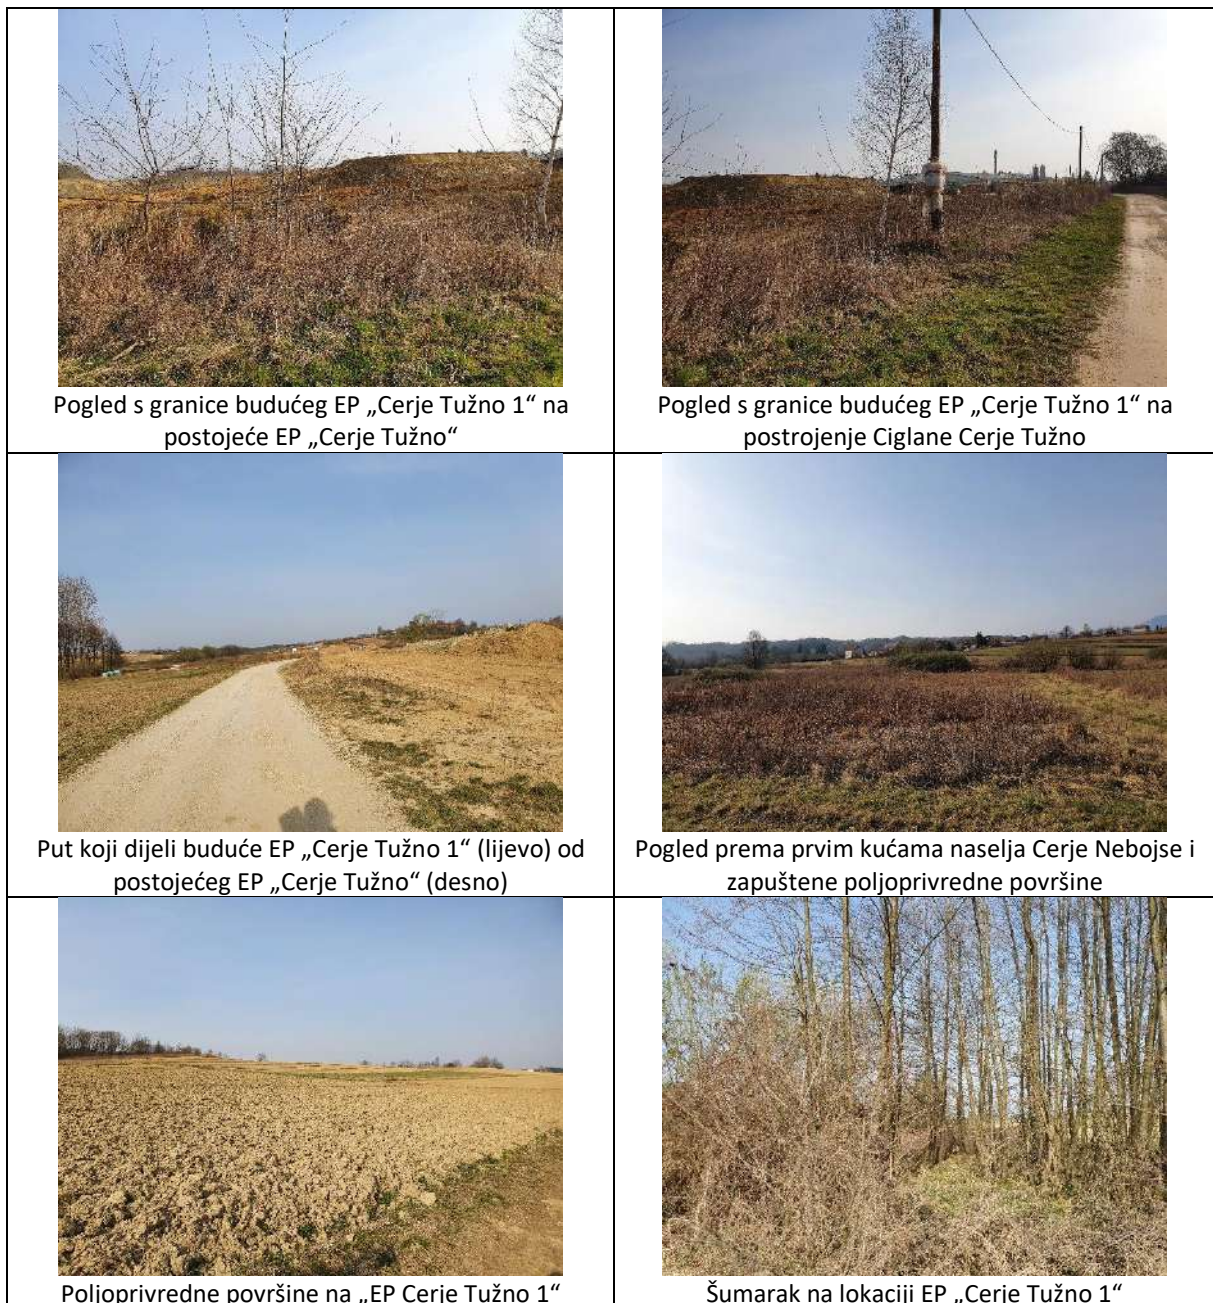 Pogled s granice budućeg EP „Cerje Tužno 1“ na
postojeće EP „Cerje Tužno“
Pogled s granice budućeg EP „Cerje Tužno 1“ na
postrojenje Ciglane Cerje Tužno
Put koji dijeli buduće EP „Cerje Tužno 1“ (lijevo) od
postojećeg EP „Cerje Tužno“ (desno)
Pogled prema prvim kućama naselja Cerje Nebojse i
zapuštene poljoprivredne površine
Poljoprivredne površine na „EP Cerje Tužno 1“
Šumarak na lokaciji EP „Cerje Tužno 1“